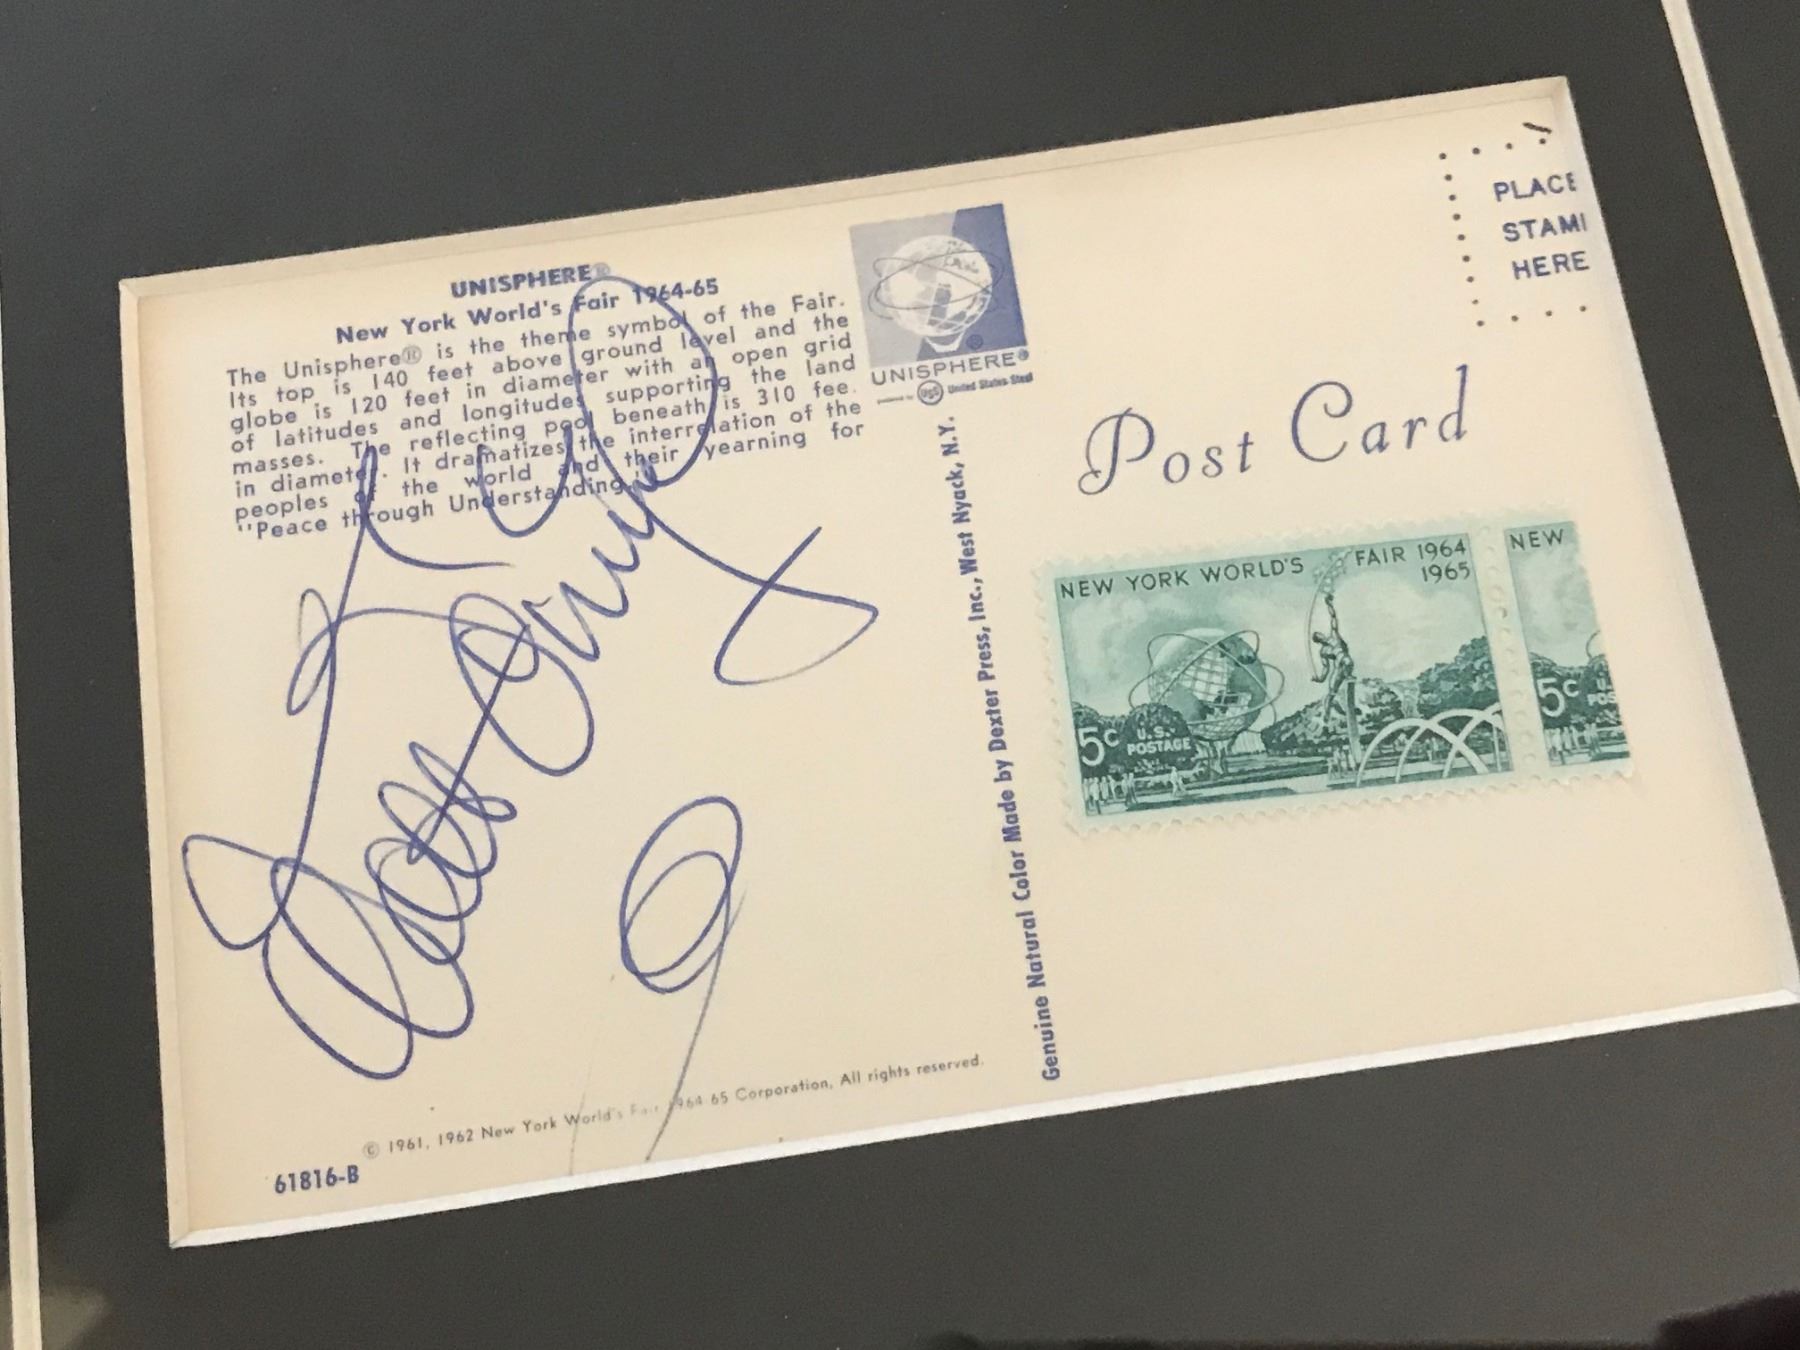 UNISPHERE®
New York World's Fair 1964-65
The Unisphere® is the theme symbol of the Fair.
Its top is 140 feet above ground level and the
globe is 120 feet in diameter with an open grid
of latitudes and longitudes supporting the land
masses. The reflecting pool beneath is 310 fee.
in diameter. It dramatizes the interrelation of the
peoples of the world and their yearning for
"Peace through Understanding."
UNISPHERE®
USS United States Steel
PLACE
STAM
HERE
Post Card
NEW YORK WORLD'S FAIR 1964
1965
5c U.S.
POSTAGE
NEW
5c U.S
POS
Genuine Natural Color Made by Dexter Press, Inc., West Nyack, N.Y.
© 1961, 1962 New York World's Fair 1964-65 Corporation, All rights reserved.
61816-B